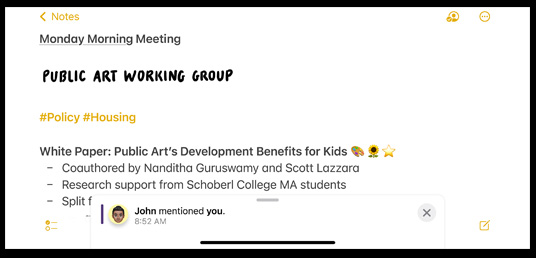 Notes
Monday Morning Meeting
PUBLIC ART WORKING GROUP
#Policy #Housing
White Paper: Public Art's Development Benefits for Kids 🎨🌻⭐
– Coauthored by Nanditha Guruswamy and Scott Lazzara
– Research support from Schoberl College MA students
– Split f
John mentioned you.
8:52 AM